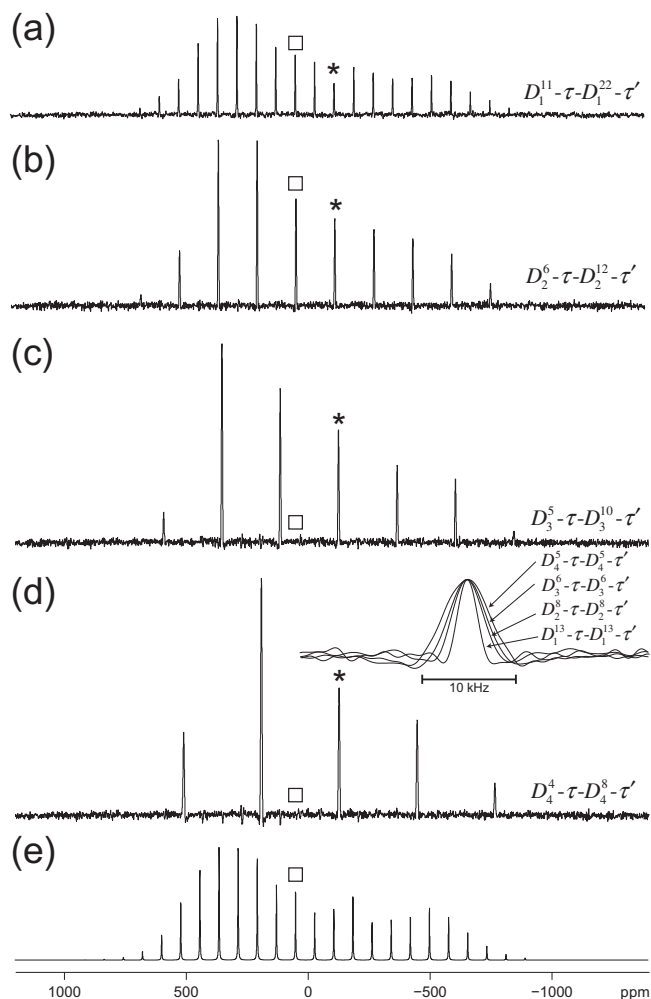 (a)
□
*
$D_1^{11}$-τ-$D_1^{22}$-τ′
(b)
□
*
$D_2^{6}$-τ-$D_2^{12}$-τ′
(c)
*
□
$D_3^{5}$-τ-$D_3^{10}$-τ′
(d)
$D_4^{5}$-τ-$D_4^{5}$-τ′
$D_3^{6}$-τ-$D_3^{6}$-τ′
$D_2^{8}$-τ-$D_2^{8}$-τ′
$D_1^{13}$-τ-$D_1^{13}$-τ′
10 kHz
*
□
$D_4^{4}$-τ-$D_4^{8}$-τ′
(e)
□
1000 500 0 −500 −1000 ppm